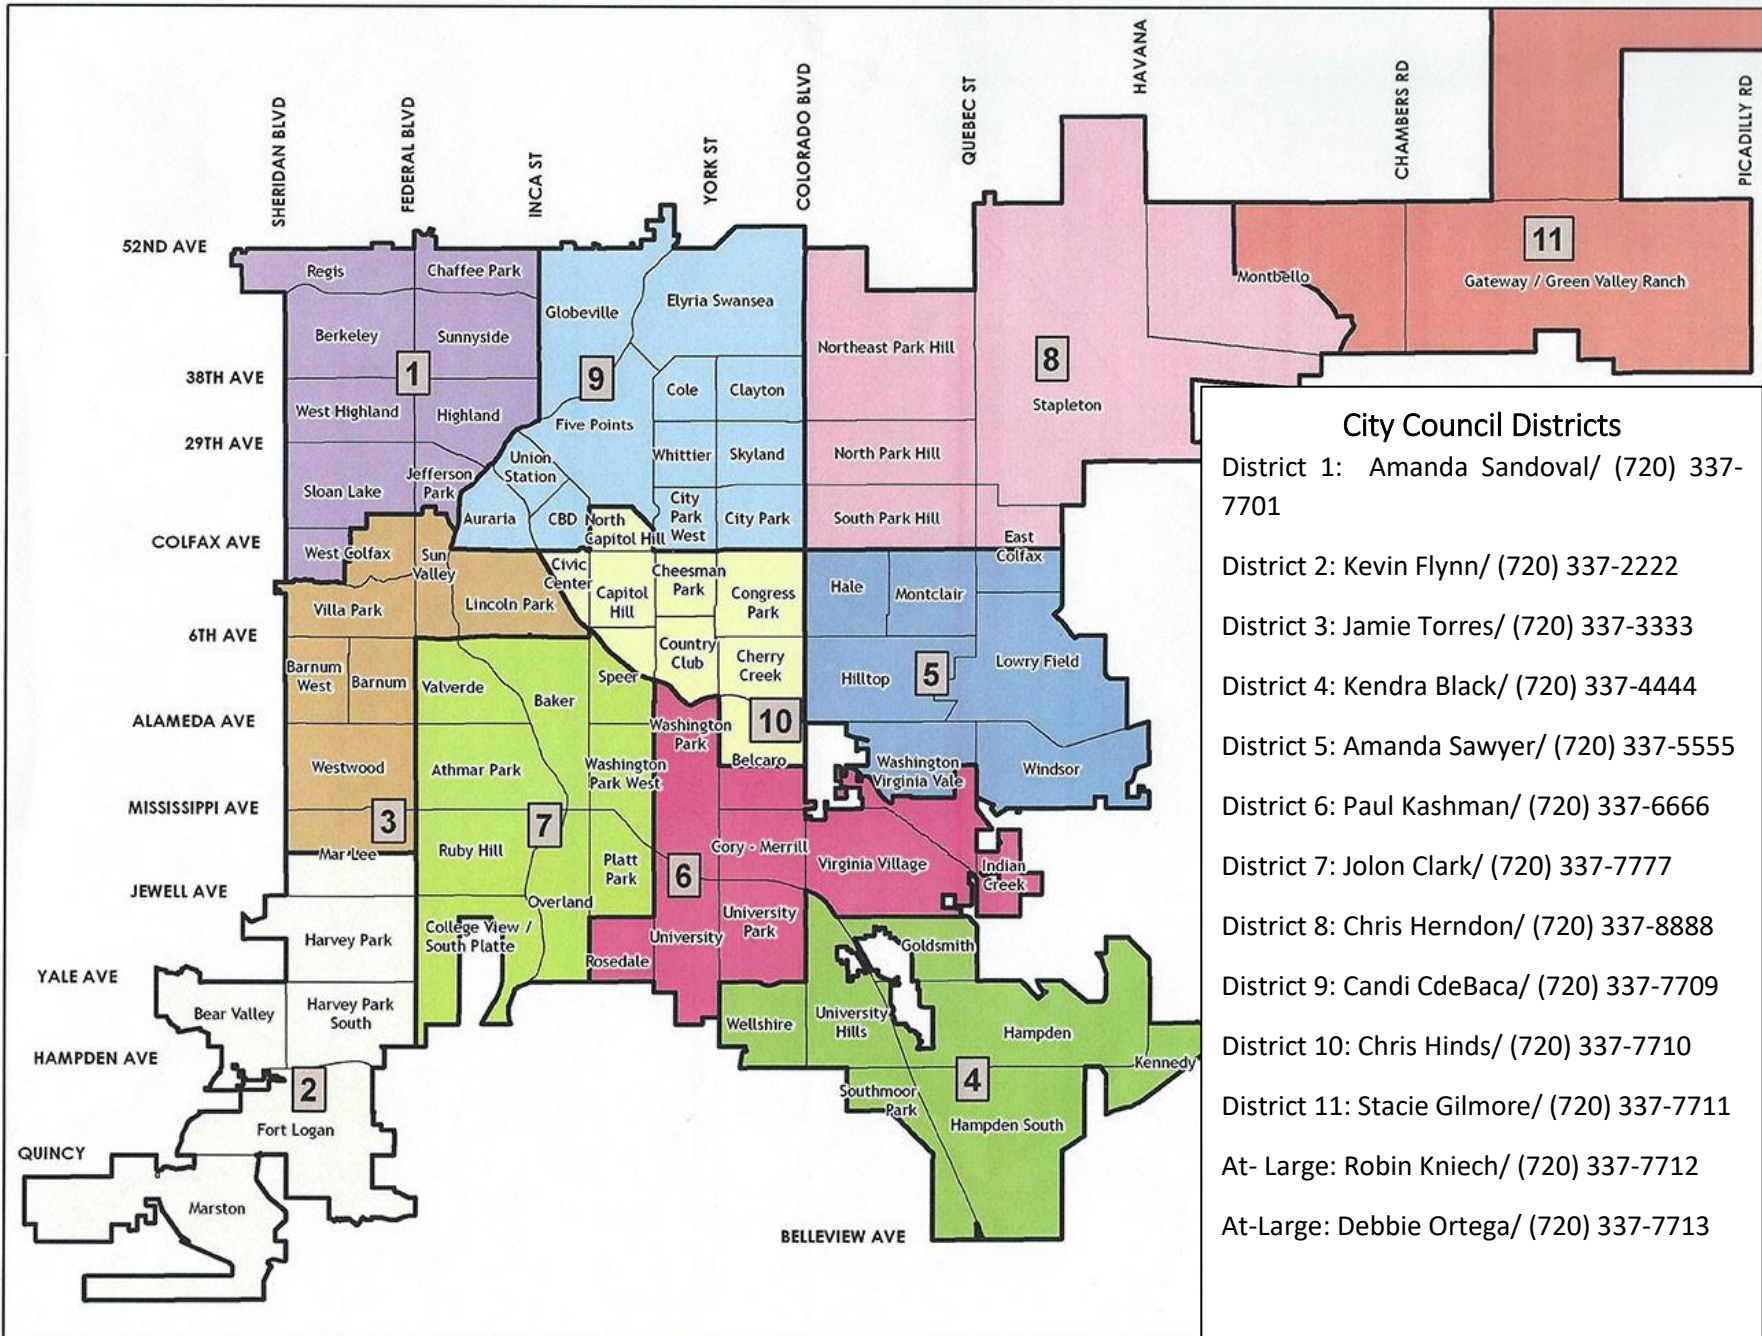 HAVANA
SHERIDAN BLVD
FEDERAL BLVD
INCA ST
YORK ST
COLORADO BLVD
QUEBEC ST
CHAMBERS RD
PICADILLY RD
52ND AVE
38TH AVE
29TH AVE
COLFAX AVE
6TH AVE
ALAMEDA AVE
MISSISSIPPI AVE
JEWELL AVE
YALE AVE
HAMPDEN AVE
QUINCY
BELLEVIEW AVE
Regis
Chaffee Park
Berkeley
Sunnyside
1
West Highland
Highland
Sloan Lake
Jefferson
Park
West Colfax
Globeville
Elyria Swansea
9
Cole
Clayton
Five Points
Whittier
Skyland
Union
Station
Auraria
CBD
North
Capitol Hill
City
Park
West
City Park
Northeast Park Hill
8
Stapleton
North Park Hill
South Park Hill
East
Colfax
Montbello
11
Gateway / Green Valley Ranch
Sun
Valley
Villa Park
Lincoln Park
Barnum
West
Barnum
Westwood
3
Mar Lee
Civic
Center
Capitol
Hill
Cheesman
Park
Congress
Park
Country
Club
Cherry
Creek
10
Belcaro
Speer
Hale
Montclair
Hilltop
5
Lowry Field
Washington
Virginia Vale
Windsor
Valverde
Baker
Athmar Park
Washington
Park West
7
Ruby Hill
Platt
Park
Overland
College View /
South Platte
Washington
Park
Cory - Merrill
Virginia Village
Indian
Creek
6
University
University
Park
Rosedale
Goldsmith
Wellshire
University
Hills
Hampden
Kennedy
4
Southmoor
Park
Hampden South
Harvey Park
Bear Valley
Harvey Park
South
2
Fort Logan
Marston
City Council Districts
District 1: Amanda Sandoval/ (720) 337-
7701
District 2: Kevin Flynn/ (720) 337-2222
District 3: Jamie Torres/ (720) 337-3333
District 4: Kendra Black/ (720) 337-4444
District 5: Amanda Sawyer/ (720) 337-5555
District 6: Paul Kashman/ (720) 337-6666
District 7: Jolon Clark/ (720) 337-7777
District 8: Chris Herndon/ (720) 337-8888
District 9: Candi CdeBaca/ (720) 337-7709
District 10: Chris Hinds/ (720) 337-7710
District 11: Stacie Gilmore/ (720) 337-7711
At- Large: Robin Kniech/ (720) 337-7712
At-Large: Debbie Ortega/ (720) 337-7713